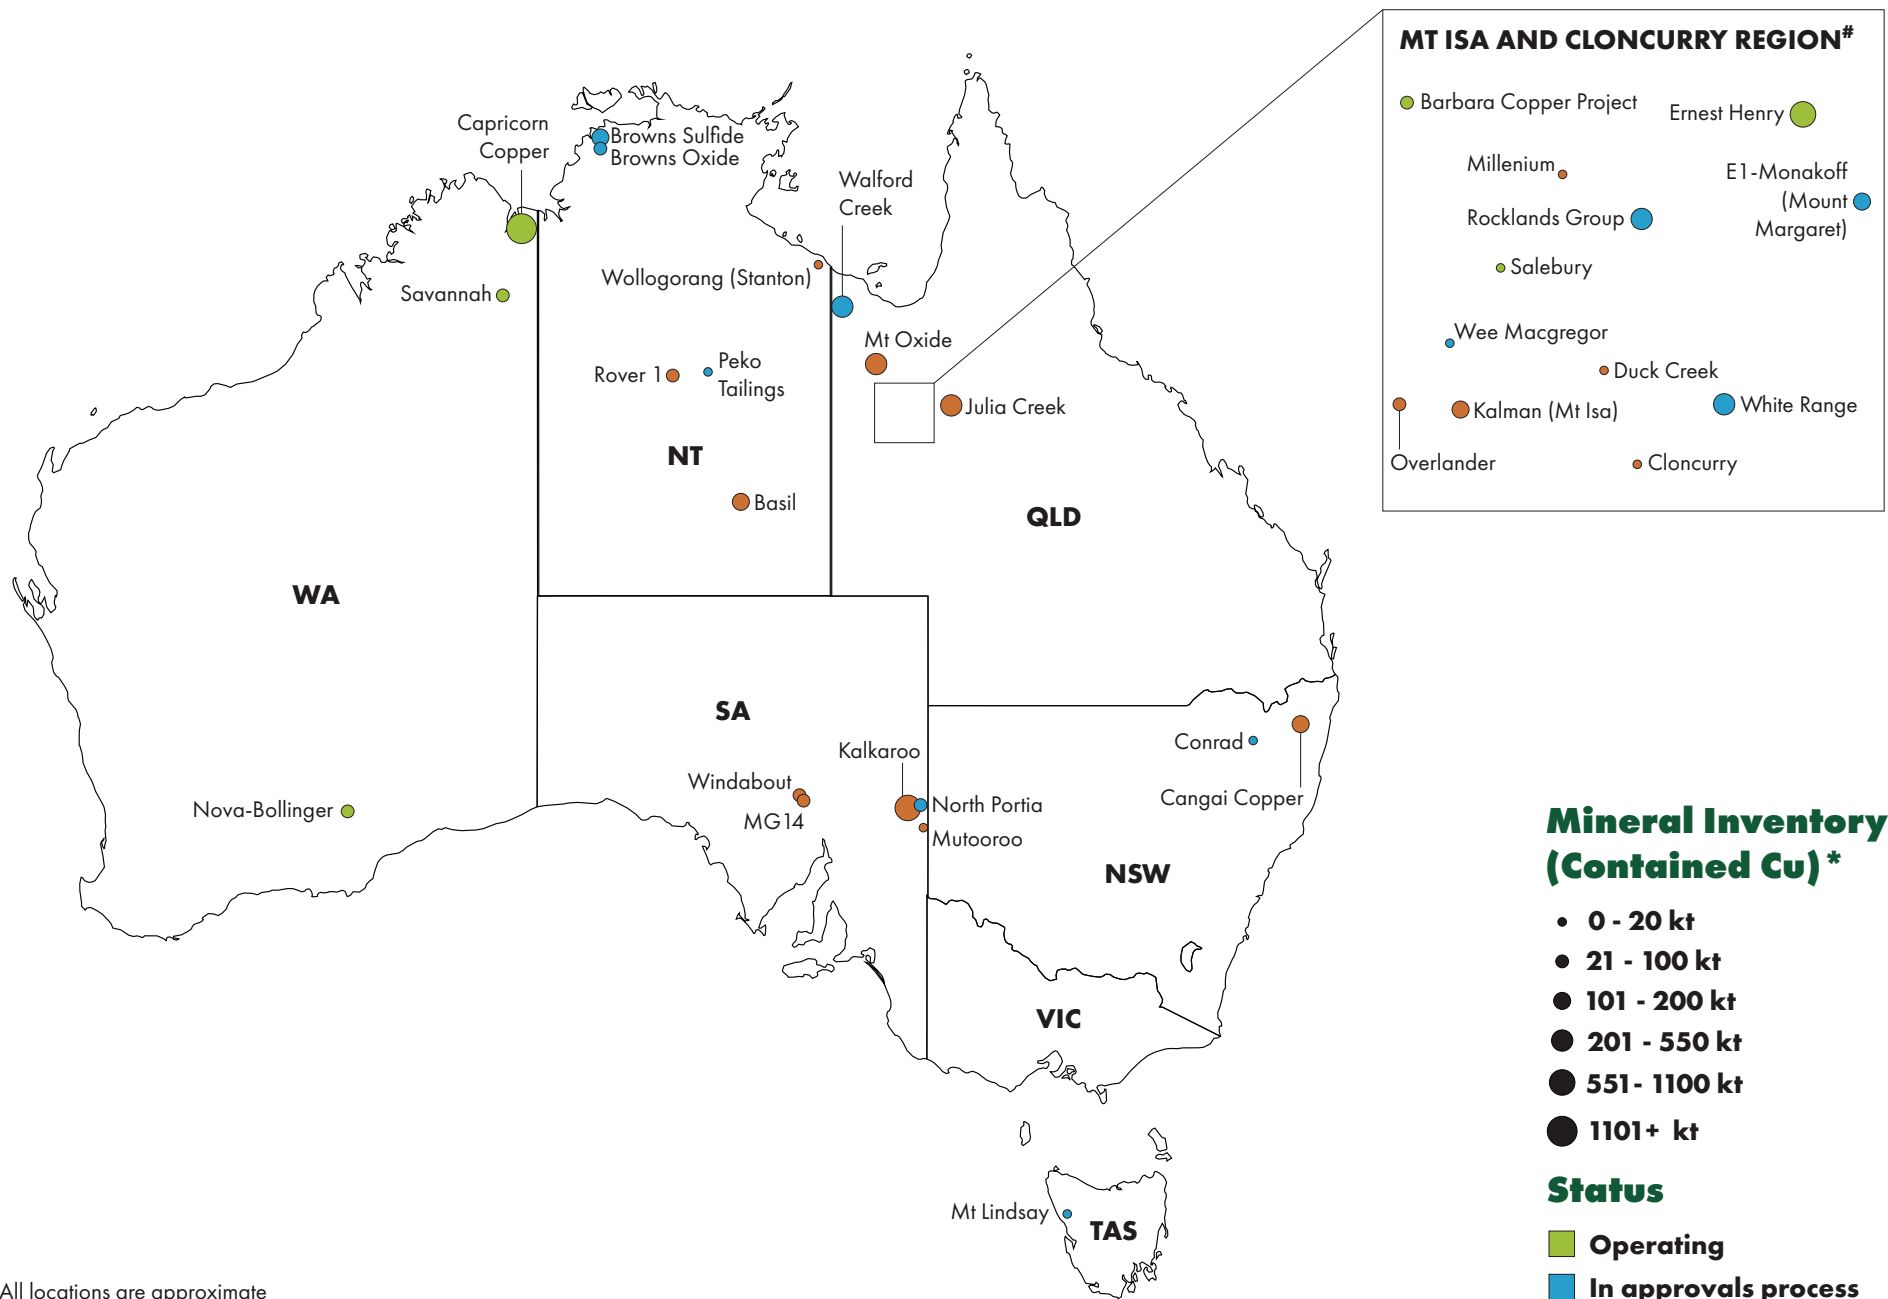 MT ISA AND CLONCURRY REGION#
Barbara Copper Project
Ernest Henry
Millenium
E1-Monakoff
(Mount
Margaret)
Rocklands Group
Salebury
Wee Macgregor
Duck Creek
Kalman (Mt Isa)
White Range
Overlander
Cloncurry
Capricorn
Copper
Browns Sulfide
Browns Oxide
Walford
Creek
Wollogorang (Stanton)
Savannah
Mt Oxide
Rover 1
Peko
Tailings
Julia Creek
NT
Basil
QLD
WA
SA
Kalkaroo
Conrad
Windabout
Cangai Copper
Nova-Bollinger
North Portia
MG14
Mutooroo
NSW
VIC
Mt Lindsay
TAS
Mineral Inventory
(Contained Cu) *
0 - 20 kt
21 - 100 kt
101 - 200 kt
201 - 550 kt
551- 1100 kt
1101+ kt
Status
Operating
In approvals process
All locations are approximate